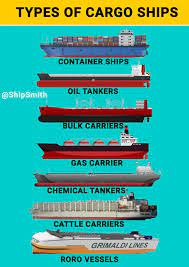 TYPES OF CARGO SHIPS
CONTAINER SHIPS
@ShipSmith
OIL TANKERS
BULK CARRIERS
GAS CARRIER
CHEMICAL TANKERS
CATTLE CARRIERS
GRIMALDI LINES
RORO VESSELS